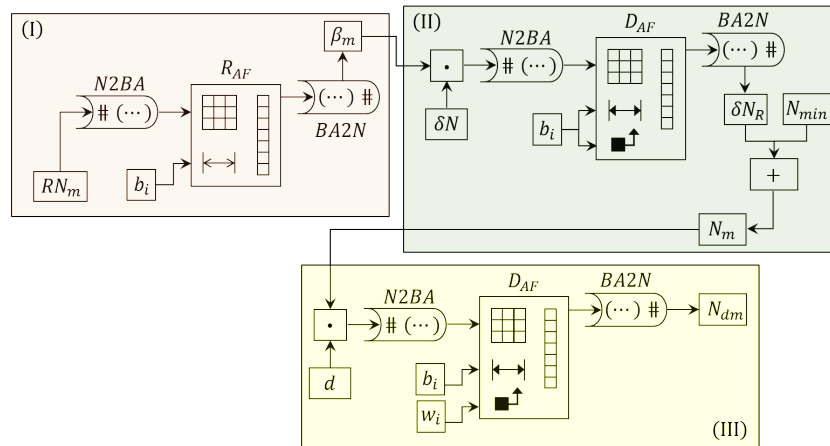 (I)
N2BA
# (⋯)
R_AF
β_m
(⋯) #
BA2N
RN_m
b_i
(II)
·
δN
N2BA
# (⋯)
D_AF
b_i
BA2N
(⋯) #
δN_R
N_min
+
N_m
·
d
N2BA
# (⋯)
D_AF
b_i
w_i
BA2N
(⋯) #
N_dm
(III)